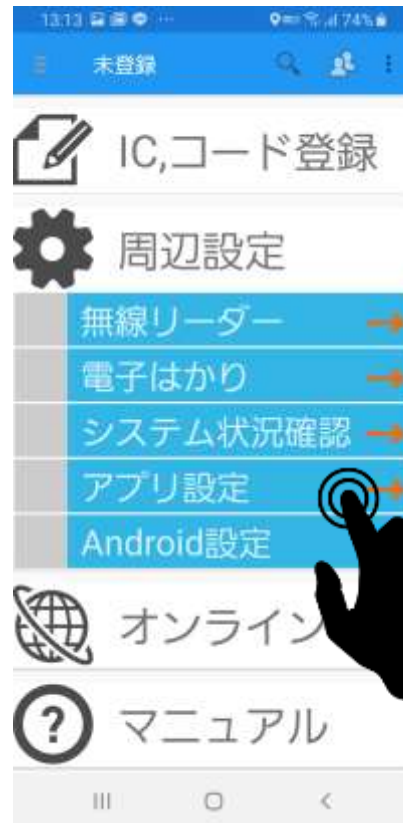 13:13 ... 74%
未登録
IC,コード登録
周辺設定
無線リーダー
電子はかり
システム状況確認
アプリ設定
Android設定
オンライン
マニュアル